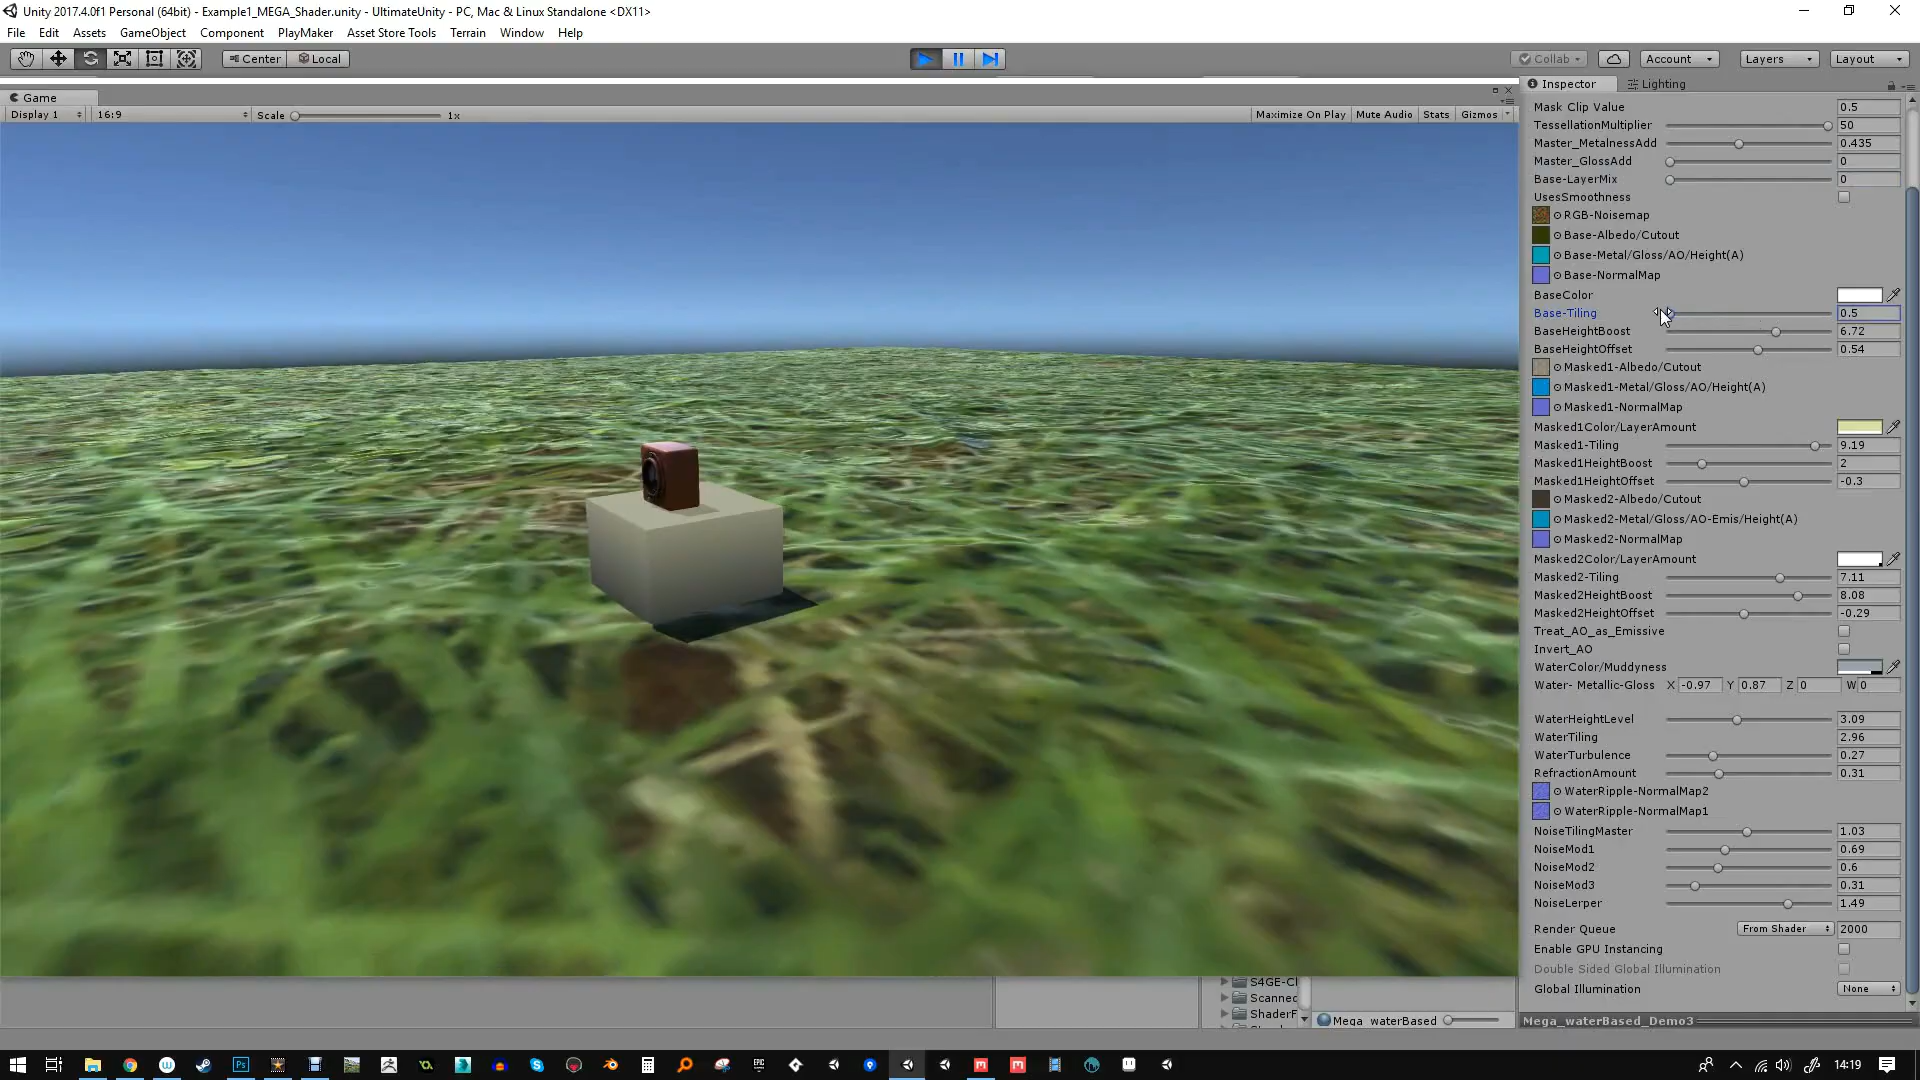 Unity 2017.4.0f1 Personal (64bit) - Example1_MEGA_Shader.unity - UltimateUnity - PC, Mac & Linux Standalone <DX11>
File Edit Assets GameObject Component PlayMaker Asset Store Tools Terrain Window Help
Center Local Collab Account Layers Layout
Game
Display 1 16:9 Scale 1x Maximize On Play Mute Audio Stats Gizmos
Inspector Lighting
Mask Clip Value 0.5
TessellationMultiplier 50
Master_MetalnessAdd 0.435
Master_GlossAdd 0
Base-LayerMix 0
UsesSmoothness
RGB-Noisemap
Base-Albedo/Cutout
Base-Metal/Gloss/AO/Height(A)
Base-NormalMap
BaseColor
Base-Tiling 0.5
BaseHeightBoost 6.72
BaseHeightOffset 0.54
Masked1-Albedo/Cutout
Masked1-Metal/Gloss/AO/Height(A)
Masked1-NormalMap
Masked1Color/LayerAmount
Masked1-Tiling 9.19
Masked1HeightBoost 2
Masked1HeightOffset -0.3
Masked2-Albedo/Cutout
Masked2-Metal/Gloss/AO-Emis/Height(A)
Masked2-NormalMap
Masked2Color/LayerAmount
Masked2-Tiling 7.11
Masked2HeightBoost 8.08
Masked2HeightOffset -0.29
Treat_AO_as_Emissive
Invert_AO
WaterColor/Muddyness
Water- Metallic-Gloss X -0.97 Y 0.87 Z 0 W 0
WaterHeightLevel 3.09
WaterTiling 2.96
WaterTurbulence 0.27
RefractionAmount 0.31
WaterRipple-NormalMap2
WaterRipple-NormalMap1
NoiseTilingMaster 1.03
NoiseMod1 0.69
NoiseMod2 0.6
NoiseMod3 0.31
NoiseLerper 1.49
Render Queue From Shader 2000
Enable GPU Instancing
Double Sided Global Illumination
Global Illumination None
S4GE-Cl
Scanned
ShaderF
Mega_waterBased
Mega_waterBased_Demo3
14:19